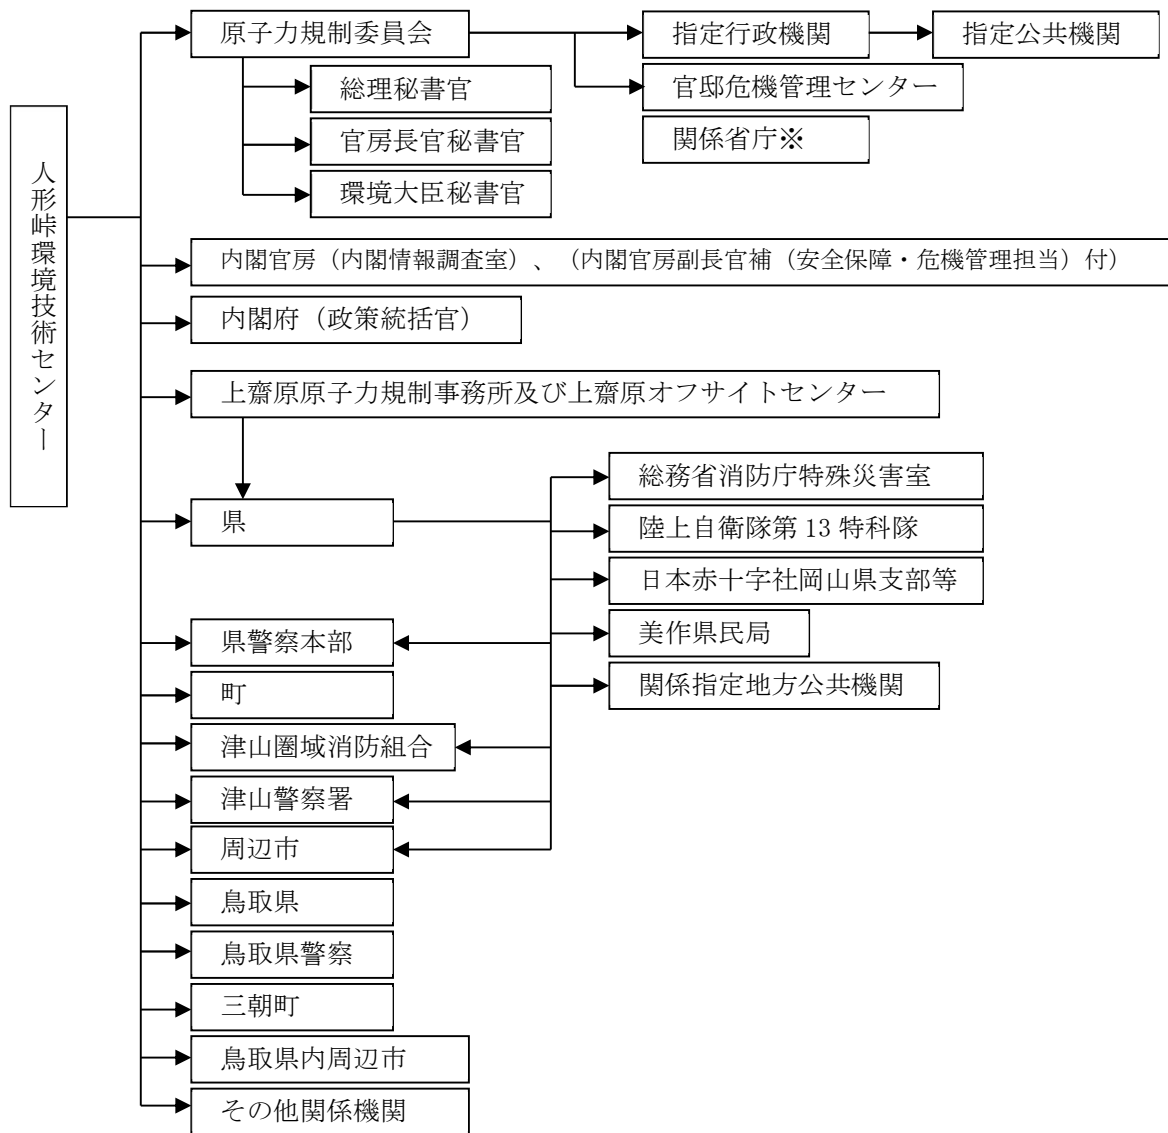 原子力規制委員会
指定行政機関
指定公共機関
総理秘書官
官邸危機管理センター
官房長官秘書官
関係省庁※
環境大臣秘書官
人形峠環境技術センター
内閣官房（内閣情報調査室）、（内閣官房副長官補（安全保障・危機管理担当）付）
内閣府（政策統括官）
上齋原原子力規制事務所及び上齋原オフサイトセンター
総務省消防庁特殊災害室
県
陸上自衛隊第 13 特科隊
日本赤十字社岡山県支部等
県警察本部
美作県民局
町
関係指定地方公共機関
津山圏域消防組合
津山警察署
周辺市
鳥取県
鳥取県警察
三朝町
鳥取県内周辺市
その他関係機関